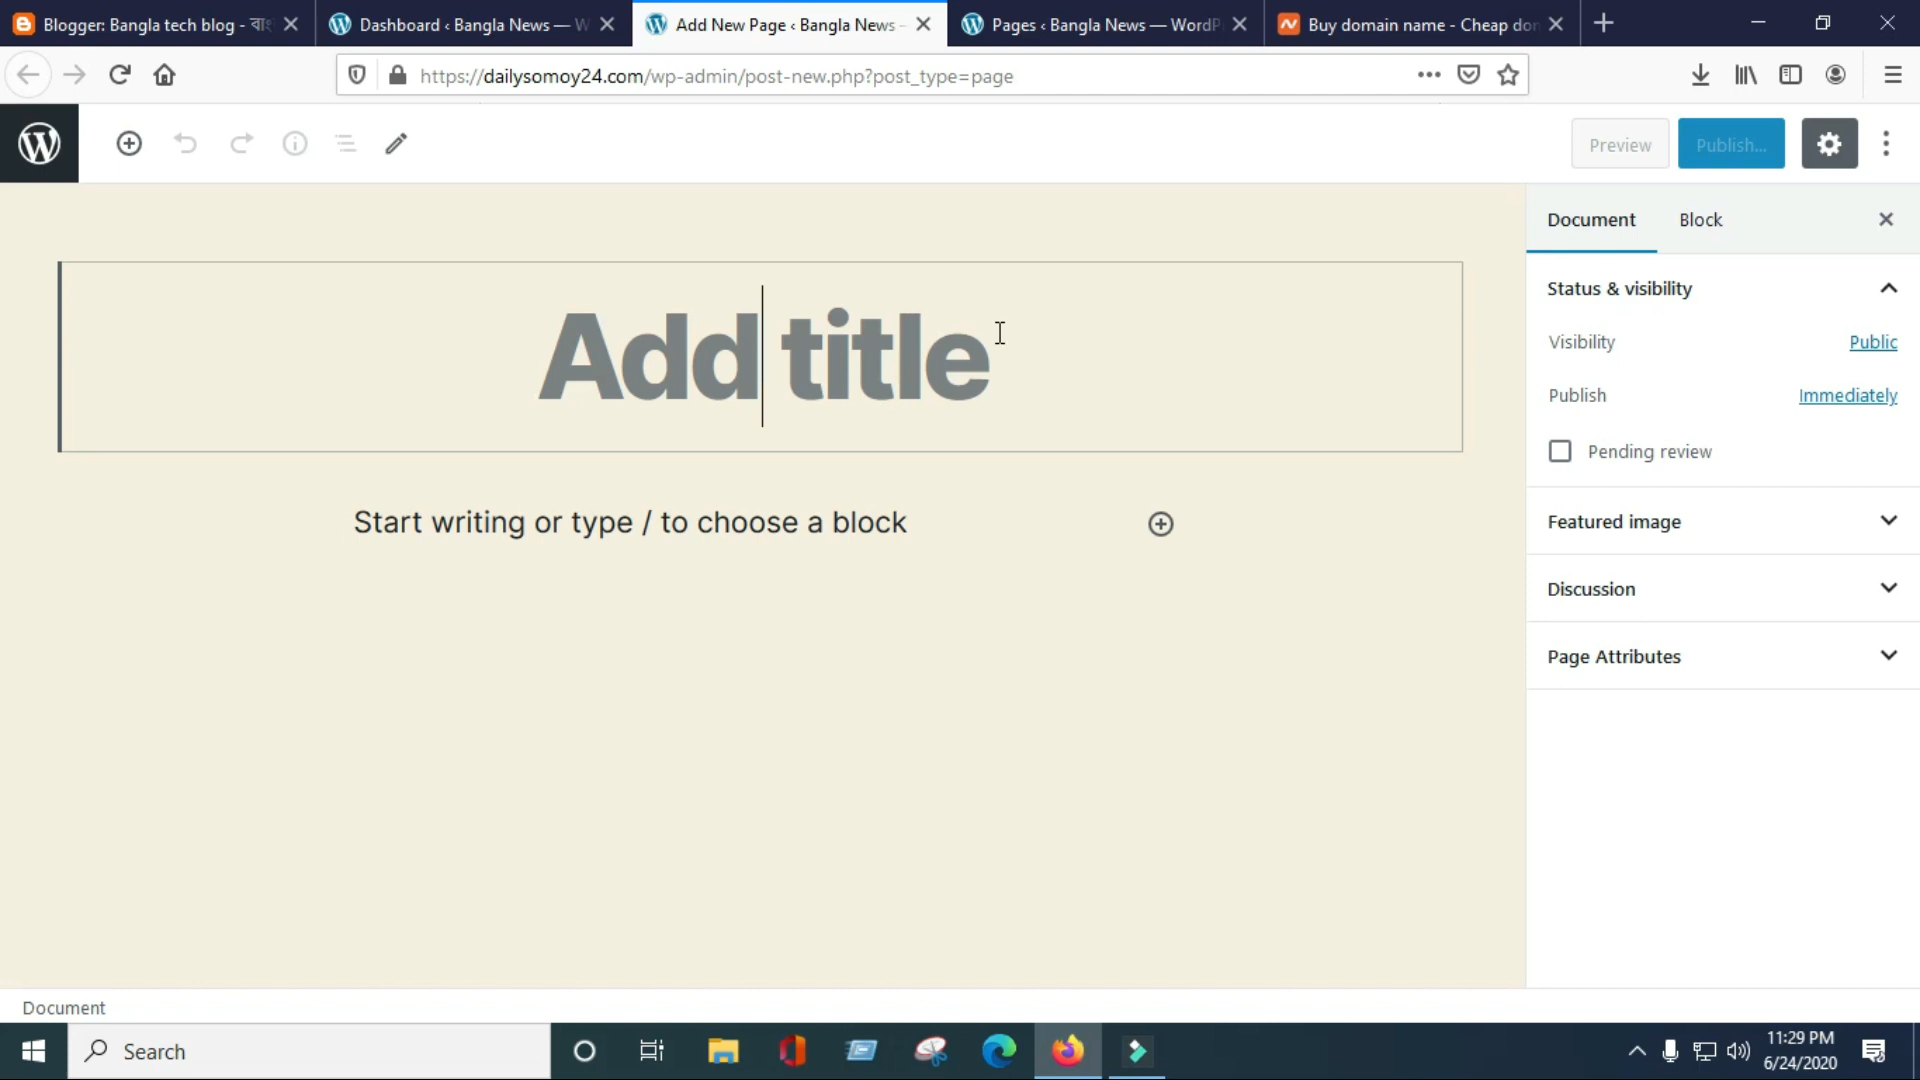 Blogger: Bangla tech blog - বাং
Dashboard ‹ Bangla News — W
Add New Page ‹ Bangla News –
Pages ‹ Bangla News — WordP
Buy domain name - Cheap don
https://dailysomoy24.com/wp-admin/post-new.php?post_type=page
Preview
Publish...
Document
Block
Add title
Status & visibility
Visibility
Public
Publish
Immediately
Pending review
Start writing or type / to choose a block
Featured image
Discussion
Page Attributes
Document
Search
11:29 PM
6/24/2020